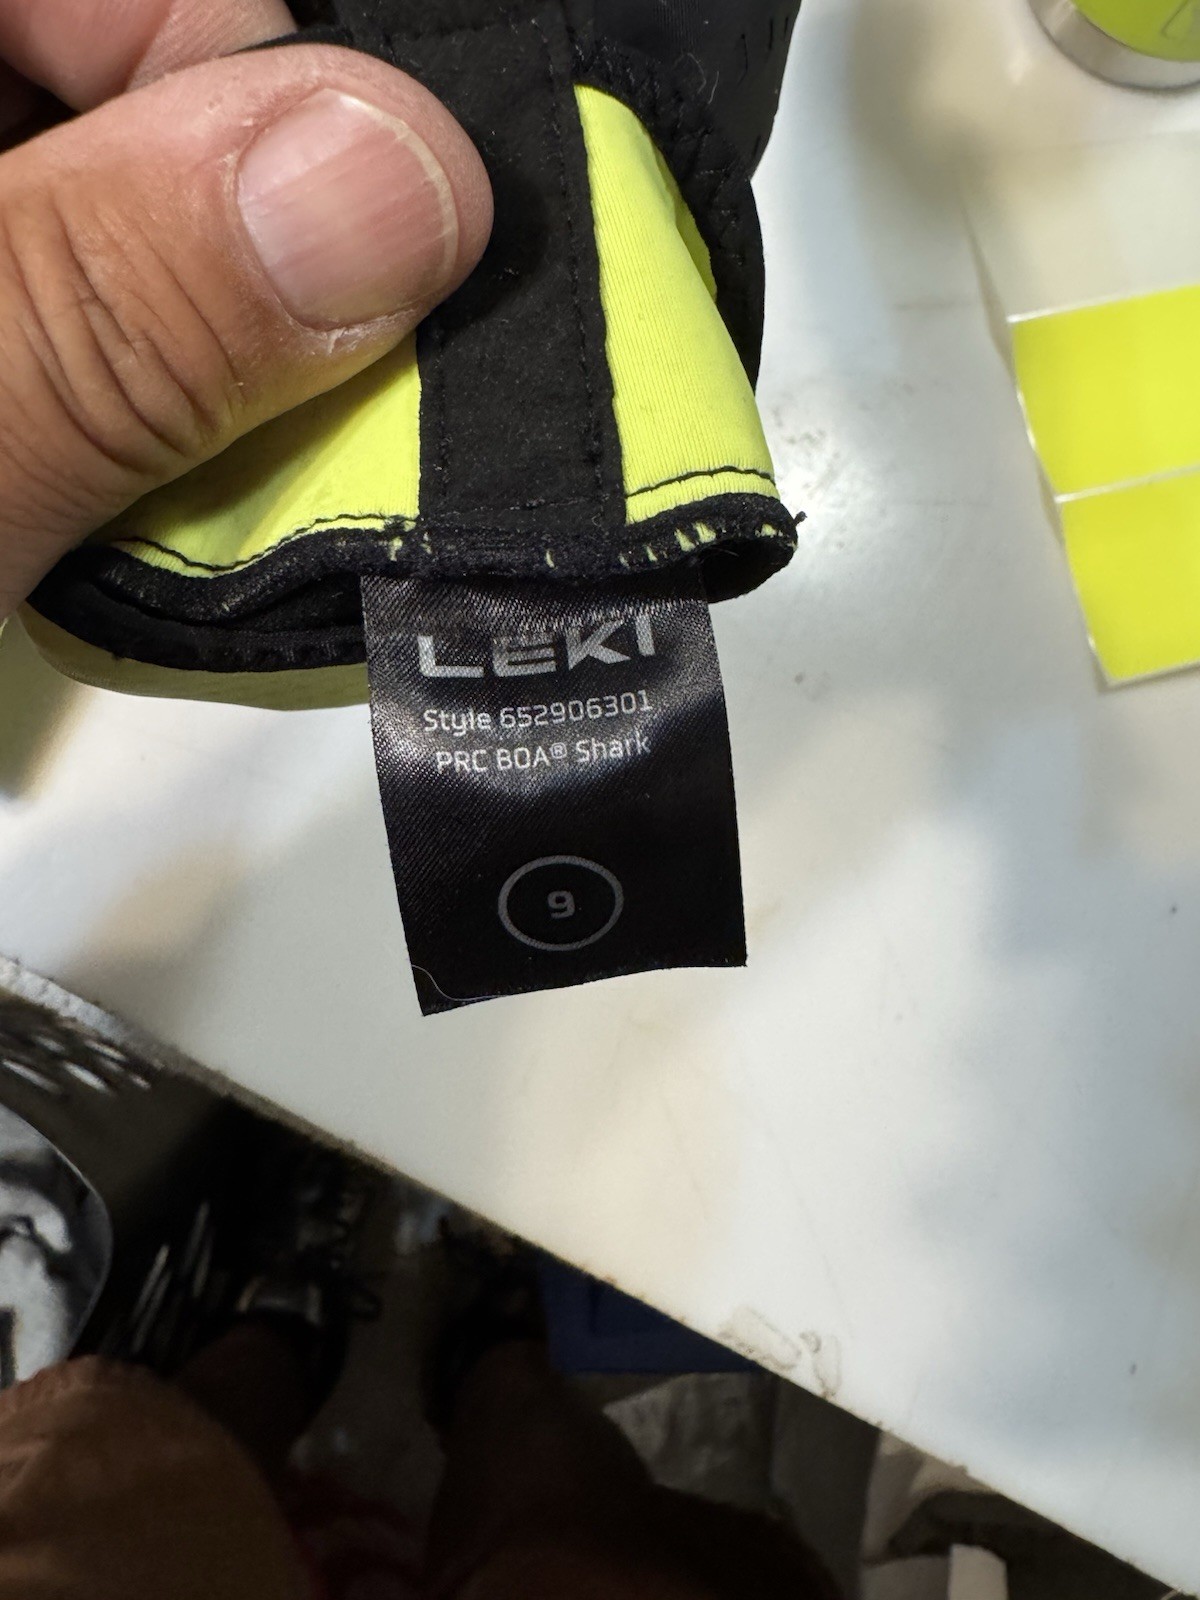 LEKI
Style 652906301
PRC BOA® Shark
9